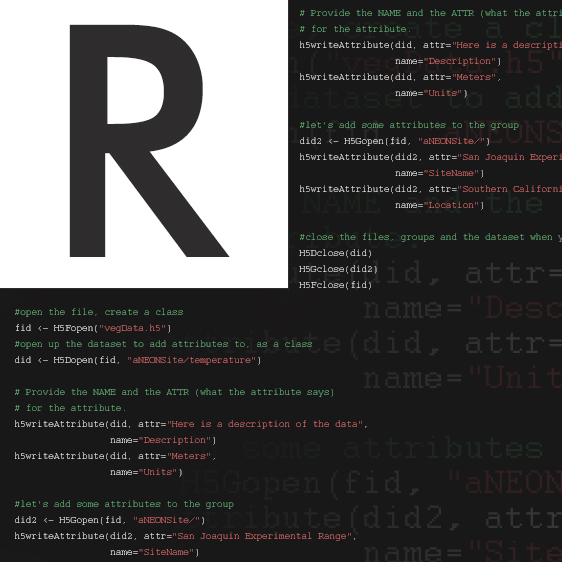 R
# Provide the NAME and the ATTR (what the attri
# for the attribute.
h5writeAttribute(did, attr="Here is a descripti
name="Description")
h5writeAttribute(did, attr="Meters",
name="Units")
#let's add some attributes to the group
did2 <- H5Gopen(fid, "aNEONSite/")
h5writeAttribute(did2, attr="San Joaquin Experi
name="SiteName")
h5writeAttribute(did2, attr="Southern Californi
name="Location")
#close the files, groups and the dataset when y
H5Dclose(did)
H5Gclose(did2)
H5Fclose(fid)
#open the file, create a class
fid <- H5Fopen("vegData.h5")
#open up the dataset to add attributes to, as a class
did <- H5Dopen(fid, "aNEONSite/temperature")
# Provide the NAME and the ATTR (what the attribute says)
# for the attribute.
h5writeAttribute(did, attr="Here is a description of the data",
name="Description")
h5writeAttribute(did, attr="Meters",
name="Units")
#let's add some attributes to the group
did2 <- H5Gopen(fid, "aNEONSite/")
h5writeAttribute(did2, attr="San Joaquin Experimental Range",
name="SiteName")